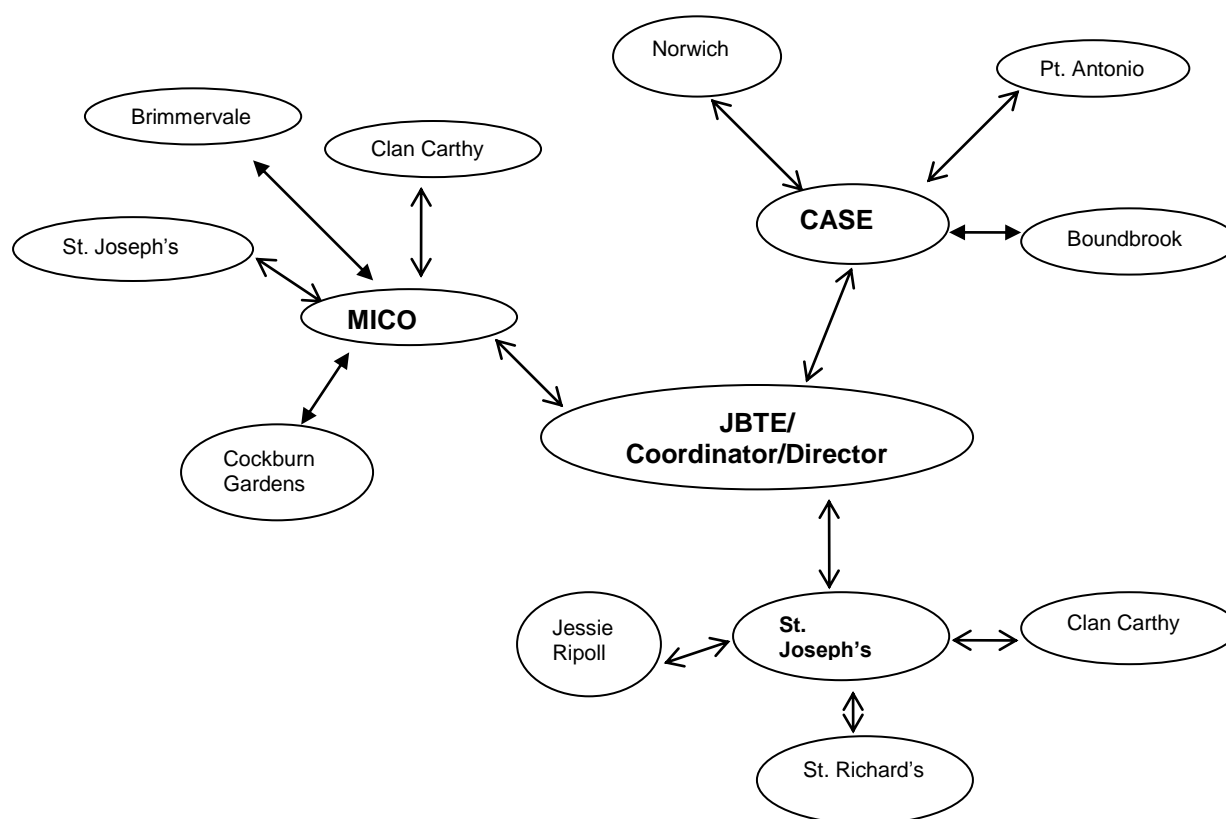 Norwich
Pt. Antonio
Brimmervale
Clan Carthy
CASE
St. Joseph's
Boundbrook
MICO
JBTE/
Coordinator/Director
Cockburn
Gardens
Jessie
Ripoll
St.
Joseph’s
Clan Carthy
St. Richard’s